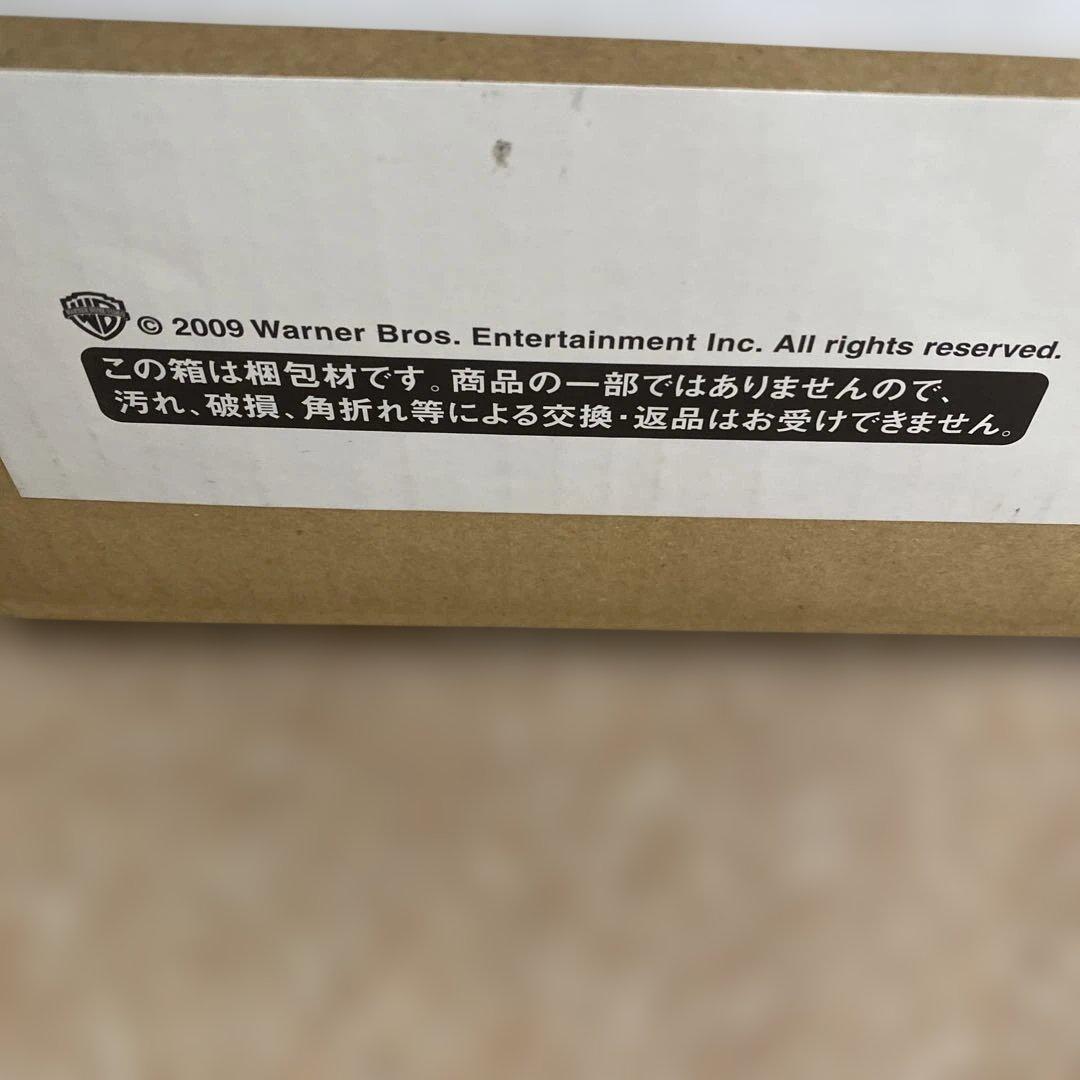 © 2009 Warner Bros. Entertainment Inc. All rights reserved.
この箱は梱包材です。商品の一部ではありませんので、
汚れ、破損、角折れ等による交換・返品はお受けできません。